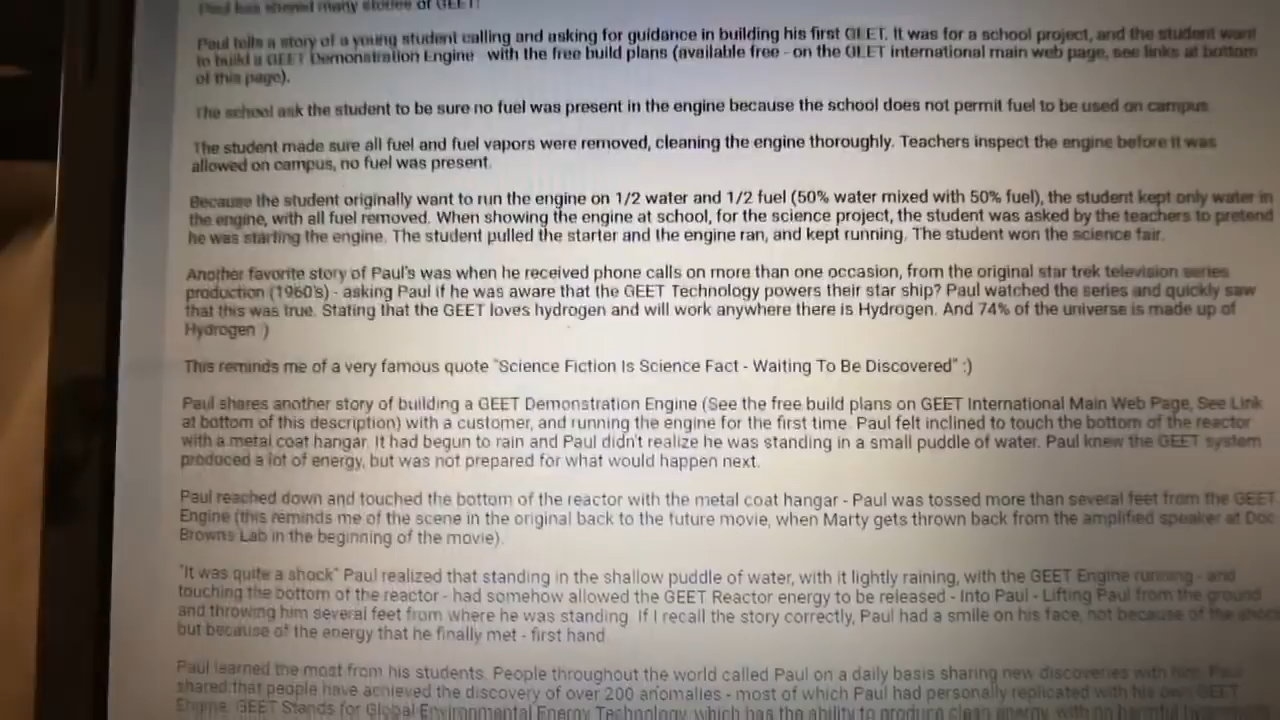 Paul has shared many stories of GEET!
Paul tells a story of a young student calling and asking for guidance in building his first GEET. It was for a school project, and the student want
to build a GEET Demonstration Engine - with the free build plans (available free - on the GEET international main web page, see links at bottom
of this page).
The school ask the student to be sure no fuel was present in the engine because the school does not permit fuel to be used on campus
The student made sure all fuel and fuel vapors were removed, cleaning the engine thoroughly. Teachers inspect the engine before it was
allowed on campus, no fuel was present.
Because the student originally want to run the engine on 1/2 water and 1/2 fuel (50% water mixed with 50% fuel), the student kept only water in
the engine, with all fuel removed. When showing the engine at school, for the science project, the student was asked by the teachers to pretend
he was starting the engine. The student pulled the starter and the engine ran, and kept running. The student won the science fair.
Another favorite story of Paul's was when he received phone calls on more than one occasion, from the original star trek television series
production (1960's) - asking Paul if he was aware that the GEET Technology powers their star ship? Paul watched the series and quickly saw
that this was true. Stating that the GEET loves hydrogen and will work anywhere there is Hydrogen. And 74% of the universe is made up of
Hydrogen :)
This reminds me of a very famous quote "Science Fiction Is Science Fact - Waiting To Be Discovered" :)
Paul shares another story of building a GEET Demonstration Engine (See the free build plans on GEET International Main Web Page, See Link
at bottom of this description) with a customer, and running the engine for the first time. Paul felt inclined to touch the bottom of the reactor
with a metal coat hangar. It had begun to rain and Paul didn't realize he was standing in a small puddle of water. Paul knew the GEET system
produced a lot of energy, but was not prepared for what would happen next.
Paul reached down and touched the bottom of the reactor with the metal coat hangar - Paul was tossed more than several feet from the GEET
Engine (this reminds me of the scene in the original back to the future movie, when Marty gets thrown back from the amplified speaker at Doc
Browns Lab in the beginning of the movie).
"It was quite a shock" Paul realized that standing in the shallow puddle of water, with it lightly raining, with the GEET Engine running - and
touching the bottom of the reactor - had somehow allowed the GEET Reactor energy to be released - Into Paul - Lifting Paul from the ground
and throwing him several feet from where he was standing. If I recall the story correctly, Paul had a smile on his face, not because of the shock
but because of the energy that he finally met - first hand
Paul learned the most from his students. People throughout the world called Paul on a daily basis sharing new discoveries with him. Paul
shared that people have achieved the discovery of over 200 anomalies - most of which Paul had personally replicated with his own GEET
Engine. GEET Stands for Global Environmental Energy Technology, which has the ability to produce clean energy with no harmful